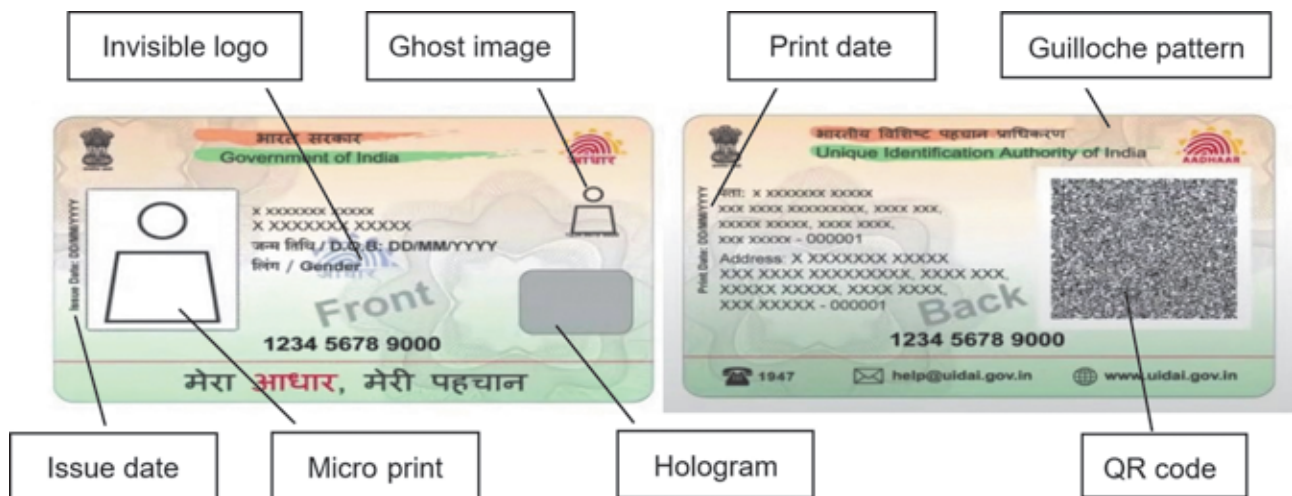 Invisible logo
Ghost image
Print date
Guilloche pattern
भारत सरकार
Government of India
आधार
Issue Date: DD/MM/YYYY
X XXXXXXX XXXXX
X XXXXXXX XXXXX
जन्म तिथि / D.O.B: DD/MM/YYYY
लिंग / Gender
आधार
Front
1234 5678 9000
मेरा आधार, मेरी पहचान
भारतीय विशिष्ट पहचान प्राधिकरण
Unique Identification Authority of India
AADHAAR
Print Date: DD/MM/YYYY
पता: X XXXXXXX XXXXX
XXX XXXX XXXXXXXXX, XXXX XXX,
XXXXX XXXXX, XXXX XXXX,
XXX XXXXX - 000001
Address: X XXXXXXX XXXXX
XXX XXXX XXXXXXXXX, XXXX XXX,
XXXXX XXXXX, XXXX XXXX,
XXX XXXXX - 000001
Back
1234 5678 9000
1947
help@uidai.gov.in
www.uidai.gov.in
Issue date
Micro print
Hologram
QR code